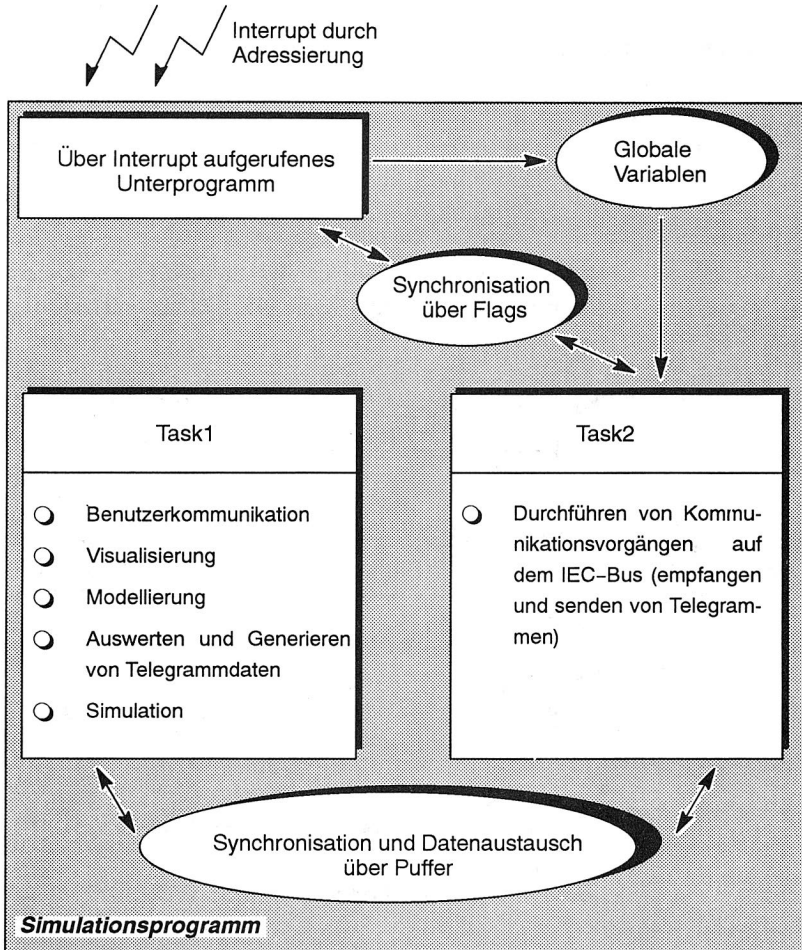 Interrupt durch
Adressierung
Über Interrupt aufgerufenes
Unterprogramm
Globale
Variablen
Synchronisation
über Flags
Task1
Benutzerkommunikation
Visualisierung
Modellierung
Auswerten und Generieren
von Telegrammdaten
Simulation
Task2
Durchführen von Kommu-
nikationsvorgängen auf
dem IEC–Bus (empfangen
und senden von Telegram-
men)
Synchronisation und Datenaustausch
über Puffer
Simulationsprogramm